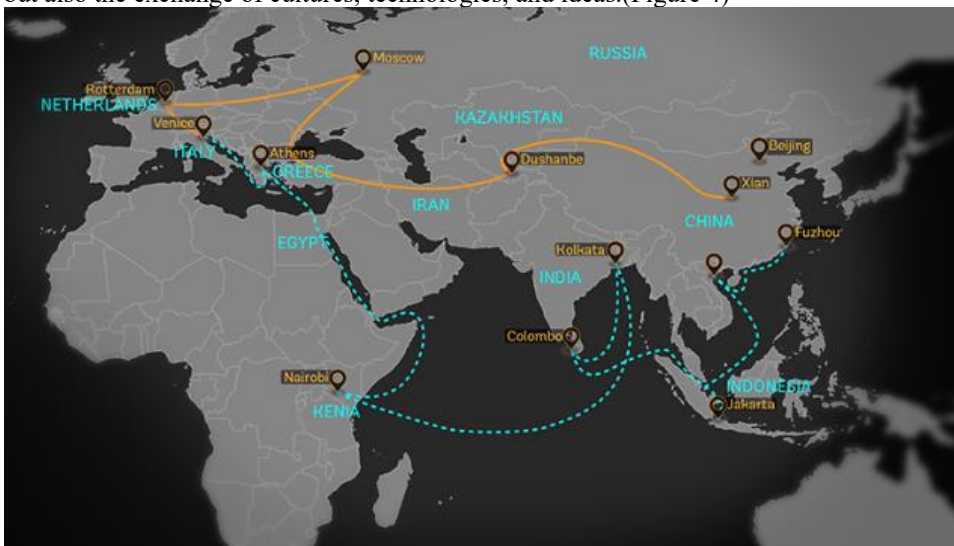 but also the exchange of cultures, technologies, and ideas.(Figure 4)
Moscow
RUSSIA
Rotterdam
NETHERLANDS
KAZAKHSTAN
Venice
Beijing
ITALY
Athens
Dushanbe
GREECE
Xian
IRAN
CHINA
EGYPT
Fuzhou
Kolkata
INDIA
Colombo
Nairobi
INDONESIA
KENIA
Jakarta